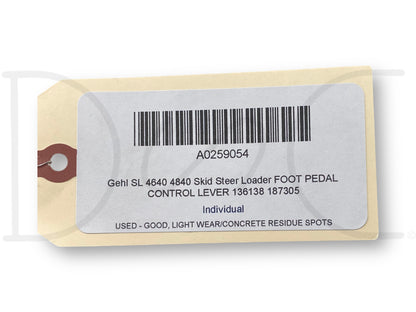 A0259054
Gehl SL 4640 4840 Skid Steer Loader FOOT PEDAL
CONTROL LEVER 136138 187305
Individual
USED - GOOD, LIGHT WEAR/CONCRETE RESIDUE SPOTS